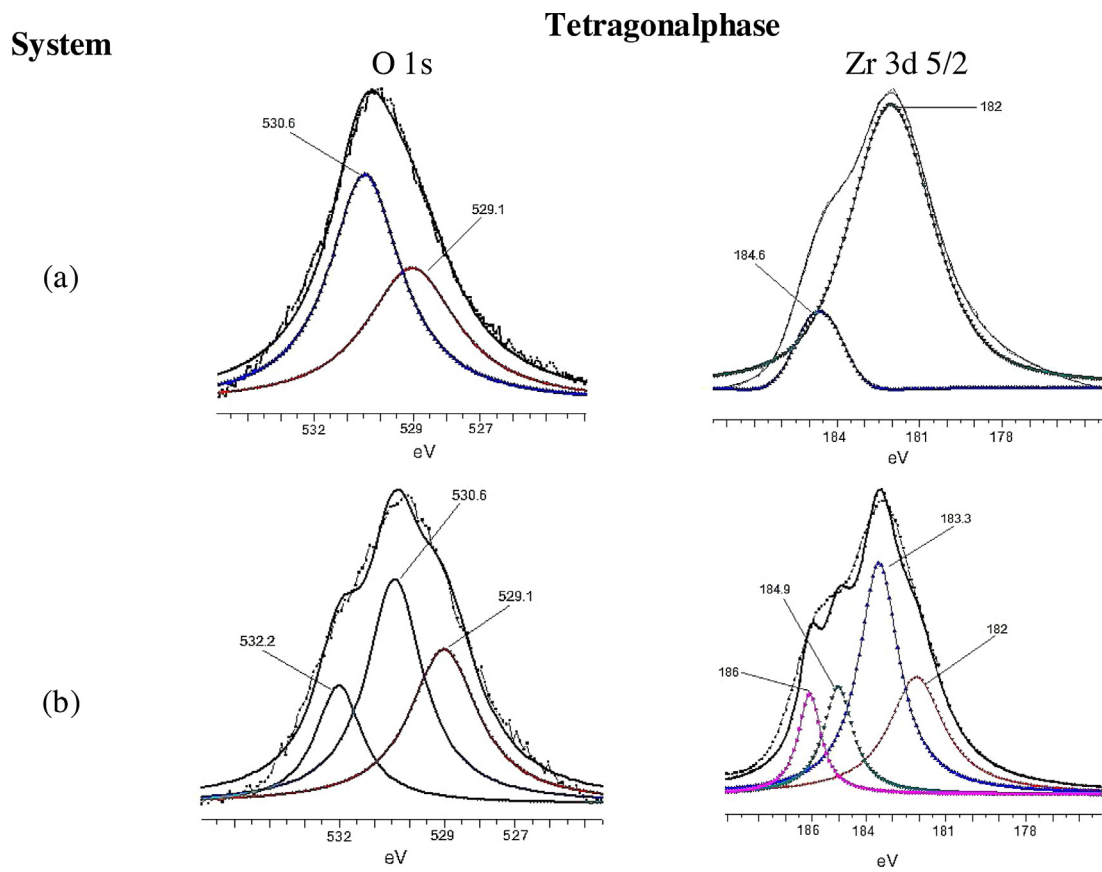 Tetragonalphase
System
O 1s
Zr 3d 5/2
(a)
530.6
529.1
532
529
527
eV
182
184.6
184
181
178
eV
(b)
530.6
529.1
532.2
532
529
527
eV
183.3
184.9
182
186
186
184
181
178
eV